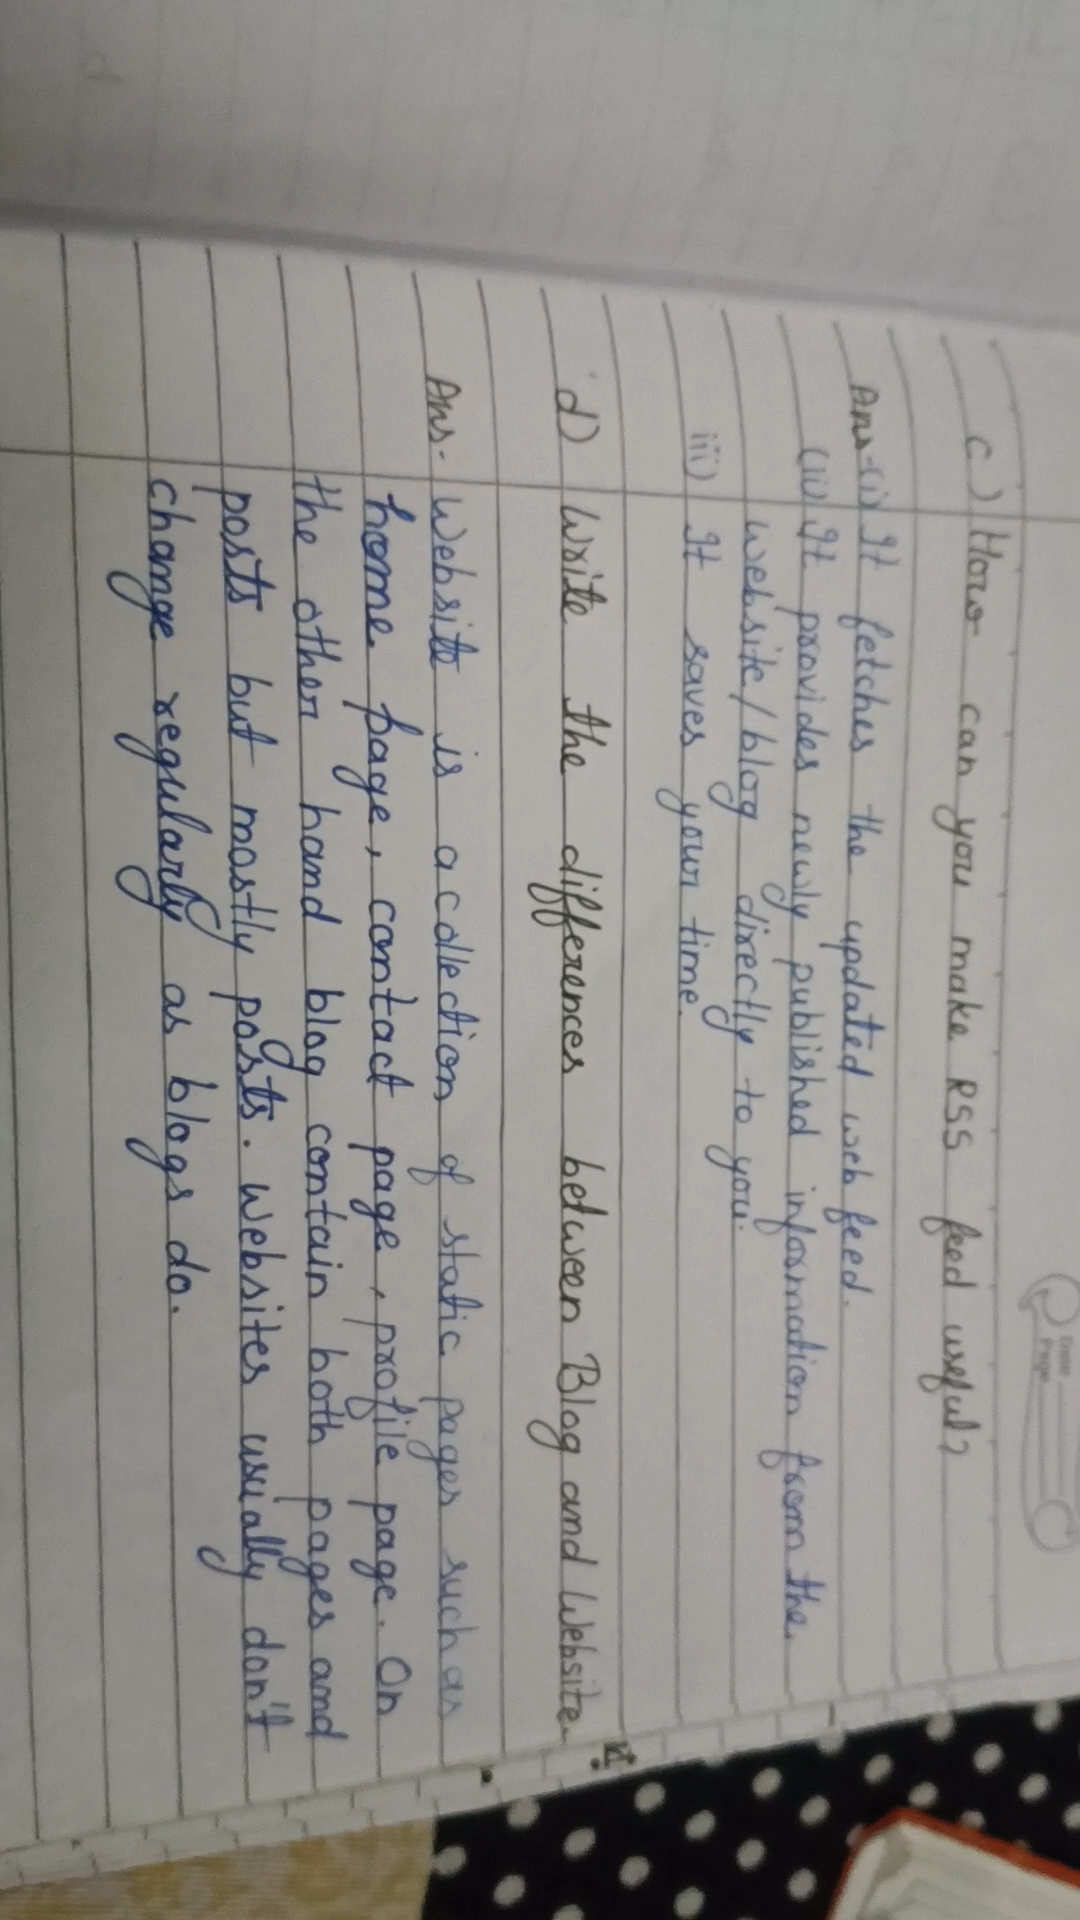 Date
Page
c.) How can you make RSS feed useful?
Ans-(i) It fetches the updated web feed.
(ii) It provides newly published information from the
website/blog directly to you.
iii) It saves your time.
d) Write the differences between Blog and Website.
Ans- Website is a collection of static pages such as
home page, contact page, profile page. On
the other hand blog contain both pages and
posts but mostly posts. Websites usually don't
change regularly as blogs do.